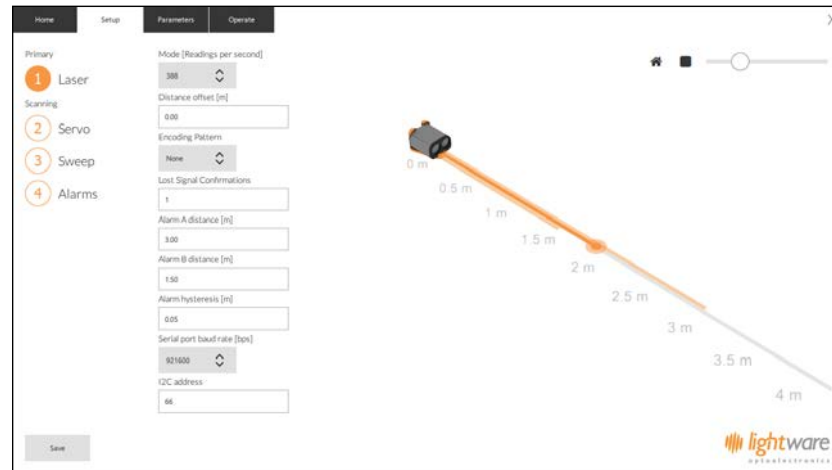 Home
Setup
Parameters
Operate
X
Primary
1 Laser
Scanning
2 Servo
3 Sweep
4 Alarms
Mode [Readings per second]
388
Distance offset [m]
0.00
Encoding Pattern
None
Lost Signal Confirmations
1
Alarm A distance [m]
3.00
Alarm B distance [m]
1.50
Alarm hysteresis [m]
0.05
Serial port baud rate [bps]
921600
I2C address
66
Save
0 m
0.5 m
1 m
1.5 m
2 m
2.5 m
3 m
3.5 m
4 m
lightware
optoelectronics